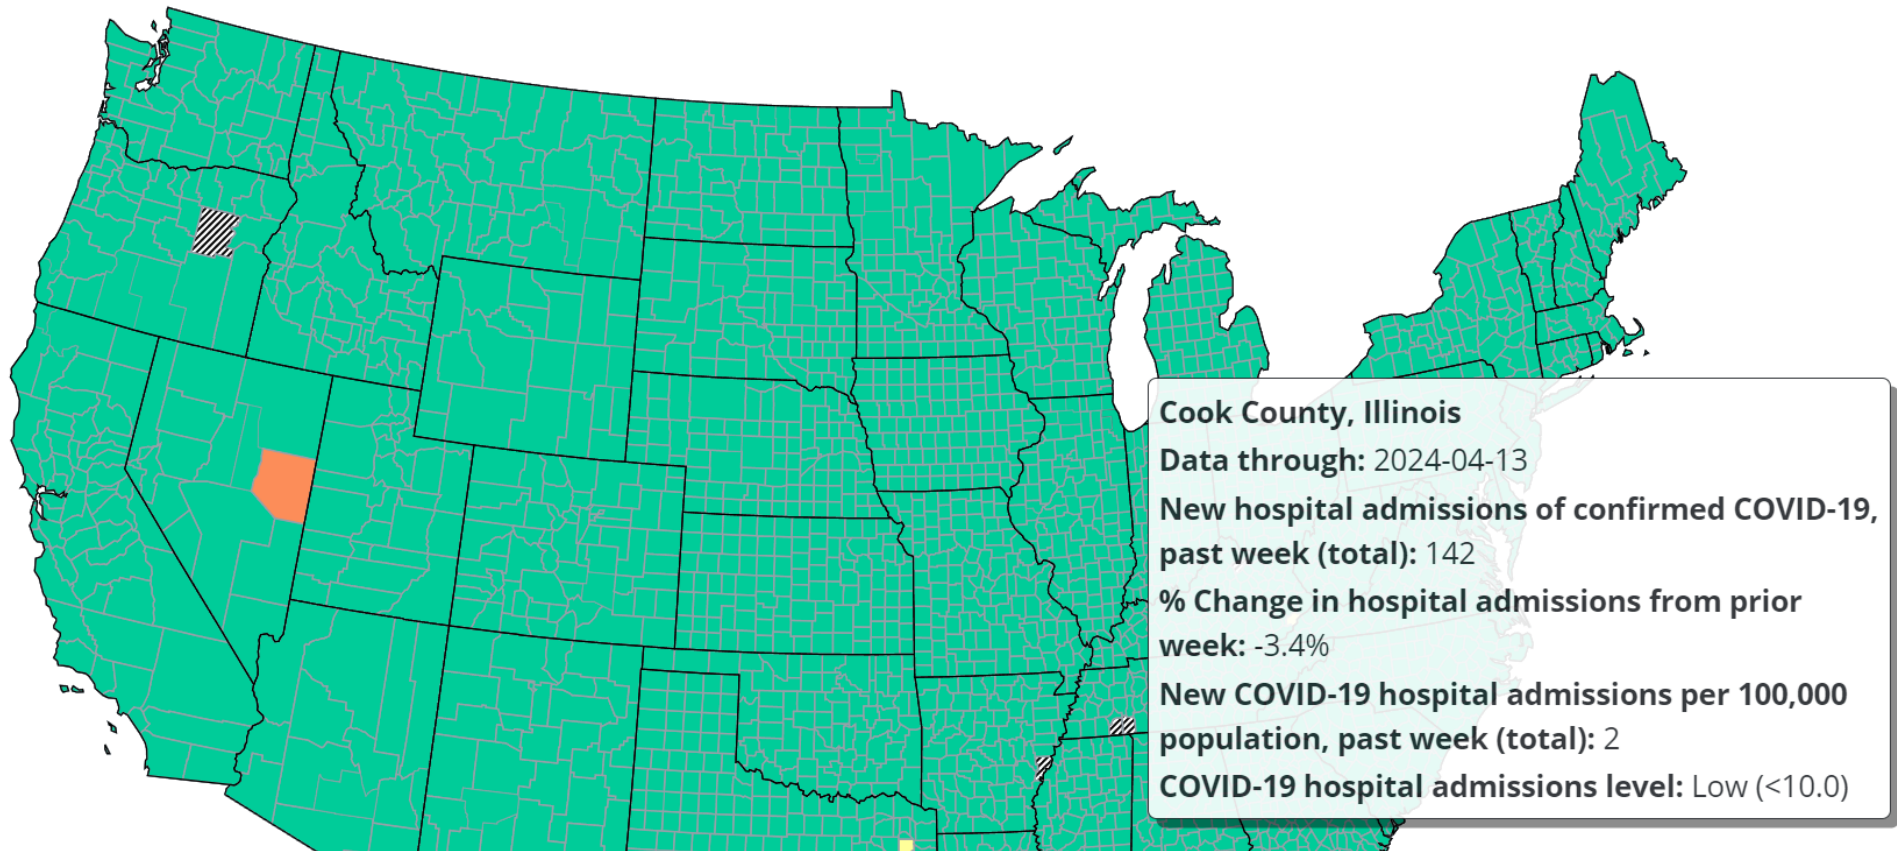 Cook County, Illinois
Data through: 2024-04-13
New hospital admissions of confirmed COVID-19,
past week (total): 142
% Change in hospital admissions from prior
week: -3.4%
New COVID-19 hospital admissions per 100,000
population, past week (total): 2
COVID-19 hospital admissions level: Low (<10.0)